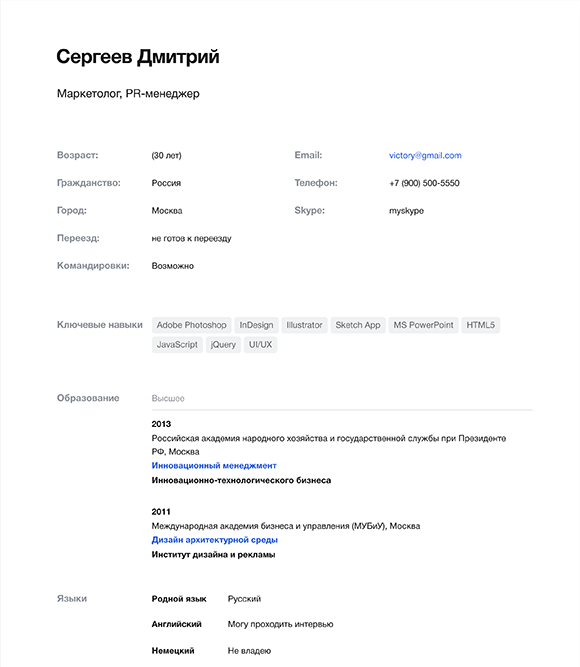 Сергеев Дмитрий
Маркетолог, PR-менеджер
Возраст: (30 лет) Email: victory@gmail.com
Гражданство: Россия Телефон: +7 (900) 500-5550
Город: Москва Skype: myskype
Переезд: не готов к переезду
Командировки: Возможно
Ключевые навыки Adobe Photoshop InDesign Illustrator Sketch App MS PowerPoint HTML5
JavaScript jQuery UI/UX
Образование Высшее
2013
Российская академия народного хозяйства и государственной службы при Президенте
РФ, Москва
Инновационный менеджмент
Инновационно-технологического бизнеса
2011
Международная академия бизнеса и управления (МУБиУ), Москва
Дизайн архитектурной среды
Институт дизайна и рекламы
Языки Родной язык Русский
Английский Могу проходить интервью
Немецкий Не владею